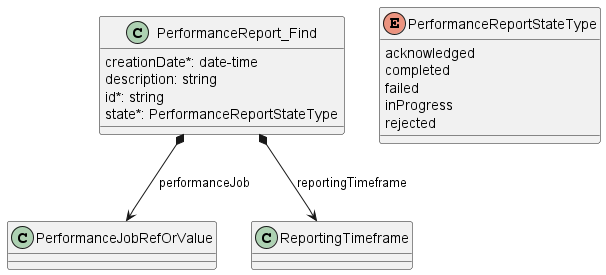 C PerformanceReport_Find
creationDate*: date-time
description: string
id*: string
state*: PerformanceReportStateType
E PerformanceReportStateType
acknowledged
completed
failed
inProgress
rejected
performanceJob
reportingTimeframe
C PerformanceJobRefOrValue
C ReportingTimeframe